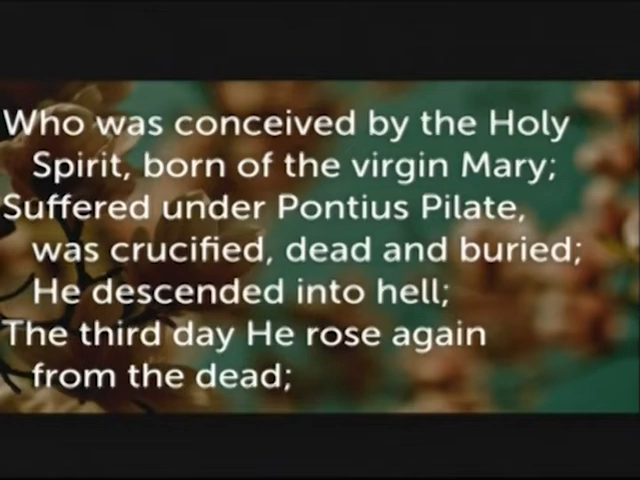 Who was conceived by the Holy
Spirit, born of the virgin Mary;
Suffered under Pontius Pilate,
was crucified, dead and buried;
He descended into hell;
The third day He rose again
from the dead;